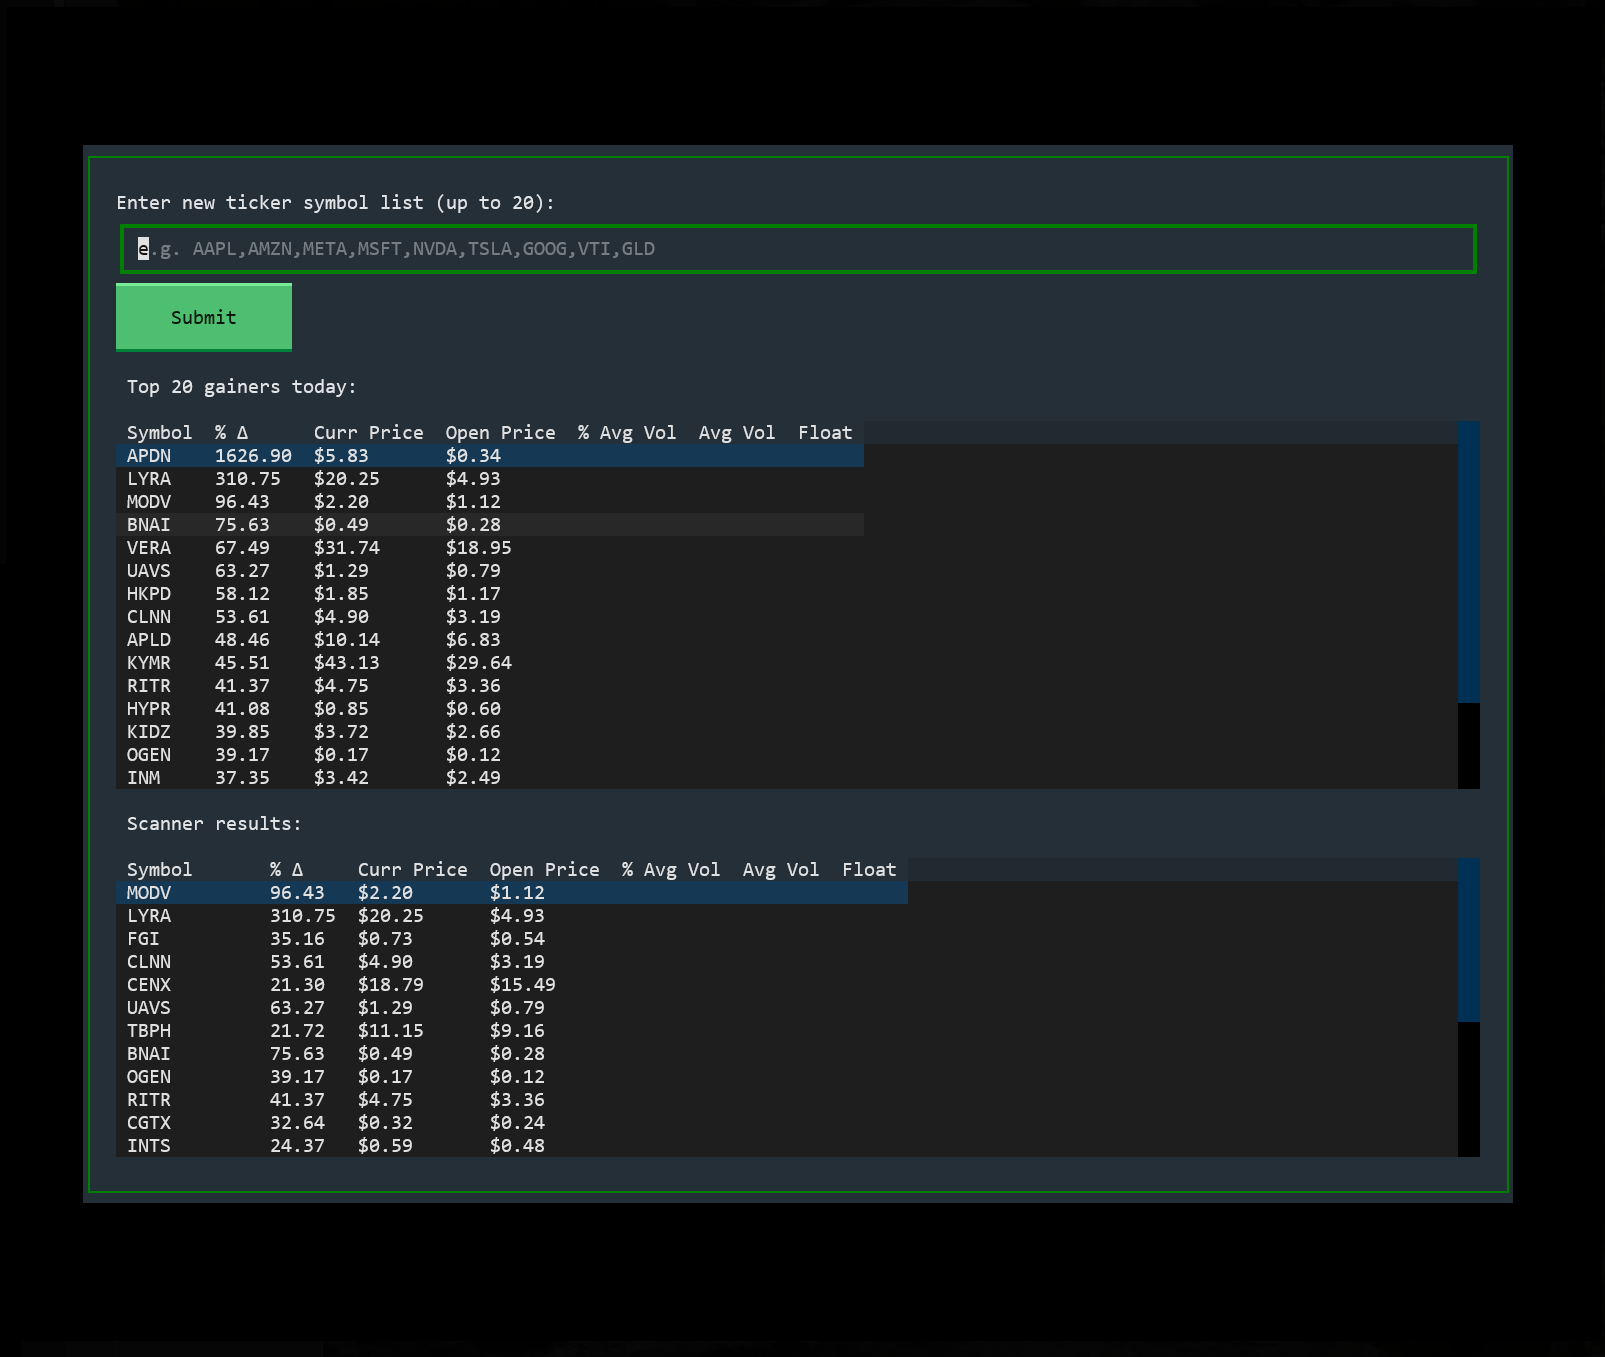 Enter new ticker symbol list (up to 20):
e.g. AAPL,AMZN,META,MSFT,NVDA,TSLA,GOOG,VTI,GLD
Submit
Top 20 gainers today:
Symbol % Δ Curr Price Open Price % Avg Vol Avg Vol Float
APDN 1626.90 $5.83 $0.34
LYRA 310.75 $20.25 $4.93
MODV 96.43 $2.20 $1.12
BNAI 75.63 $0.49 $0.28
VERA 67.49 $31.74 $18.95
UAVS 63.27 $1.29 $0.79
HKPD 58.12 $1.85 $1.17
CLNN 53.61 $4.90 $3.19
APLD 48.46 $10.14 $6.83
KYMR 45.51 $43.13 $29.64
RITR 41.37 $4.75 $3.36
HYPR 41.08 $0.85 $0.60
KIDZ 39.85 $3.72 $2.66
OGEN 39.17 $0.17 $0.12
INM 37.35 $3.42 $2.49
Scanner results:
Symbol % Δ Curr Price Open Price % Avg Vol Avg Vol Float
MODV 96.43 $2.20 $1.12
LYRA 310.75 $20.25 $4.93
FGI 35.16 $0.73 $0.54
CLNN 53.61 $4.90 $3.19
CENX 21.30 $18.79 $15.49
UAVS 63.27 $1.29 $0.79
TBPH 21.72 $11.15 $9.16
BNAI 75.63 $0.49 $0.28
OGEN 39.17 $0.17 $0.12
RITR 41.37 $4.75 $3.36
CGTX 32.64 $0.32 $0.24
INTS 24.37 $0.59 $0.48